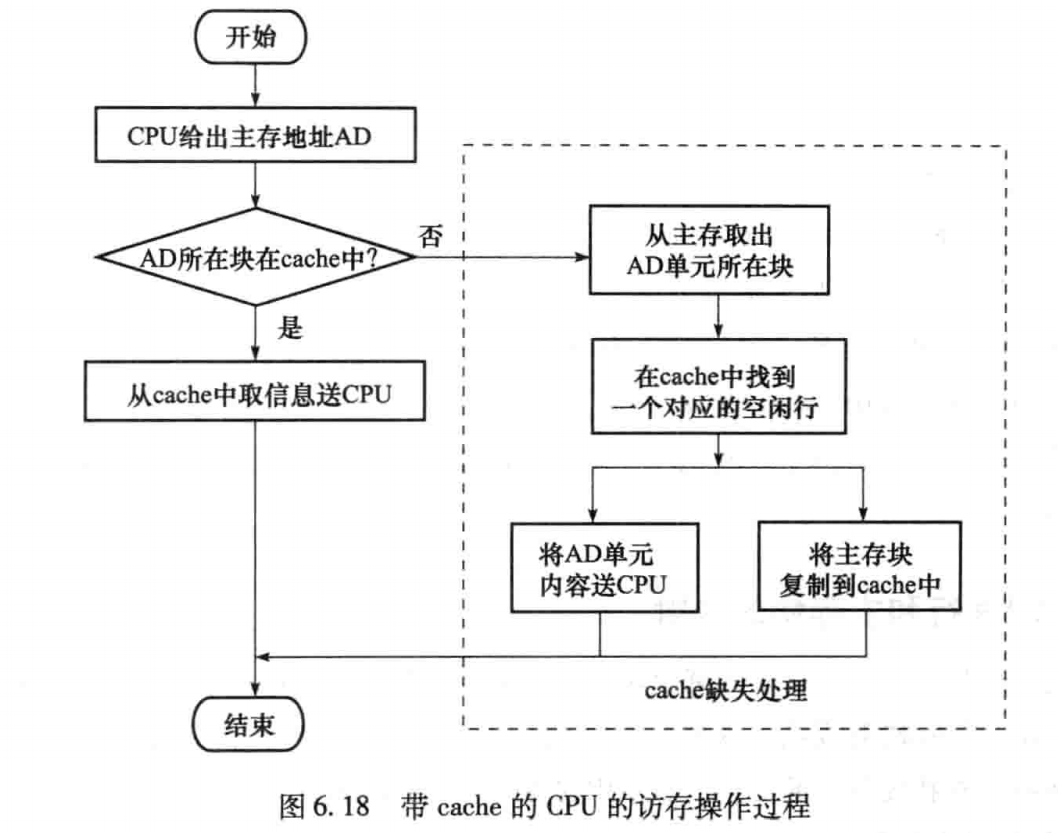 开始
CPU给出主存地址AD
AD所在块在cache中?
否
是
从cache中取信息送CPU
从主存取出
AD单元所在块
在cache中找到
一个对应的空闲行
将AD单元
内容送CPU
将主存块
复制到cache中
cache缺失处理
结束
图 6.18 带 cache 的 CPU 的访存操作过程